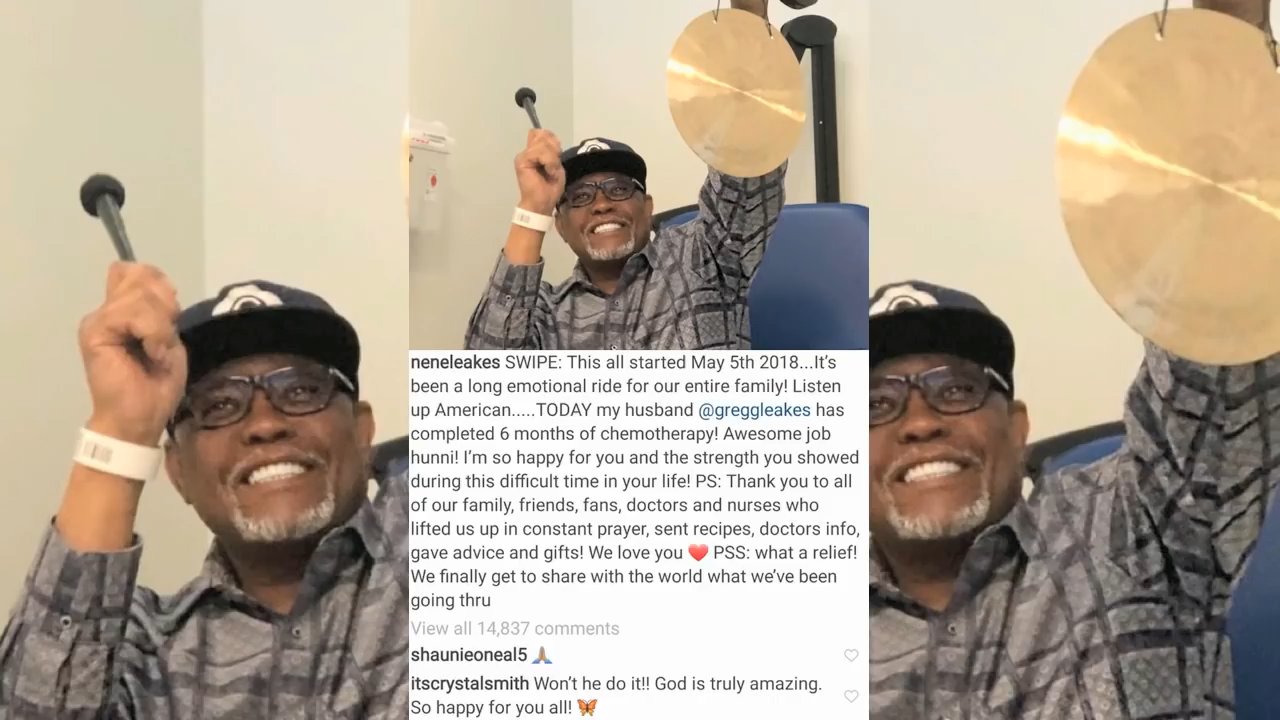 neneleakes SWIPE: This all started May 5th 2018...It's
been a long emotional ride for our entire family! Listen
up American.....TODAY my husband @greggleakes has
completed 6 months of chemotherapy! Awesome job
hunni! I'm so happy for you and the strength you showed
during this difficult time in your life! PS: Thank you to all
of our family, friends, fans, doctors and nurses who
lifted us up in constant prayer, sent recipes, doctors info,
gave advice and gifts! We love you ❤️ PSS: what a relief!
We finally get to share with the world what we've been
going thru
View all 14,837 comments
shaunieoneal5 🙏🏽
itscrystalsmith Won't he do it!! God is truly amazing.
So happy for you all! 🦋